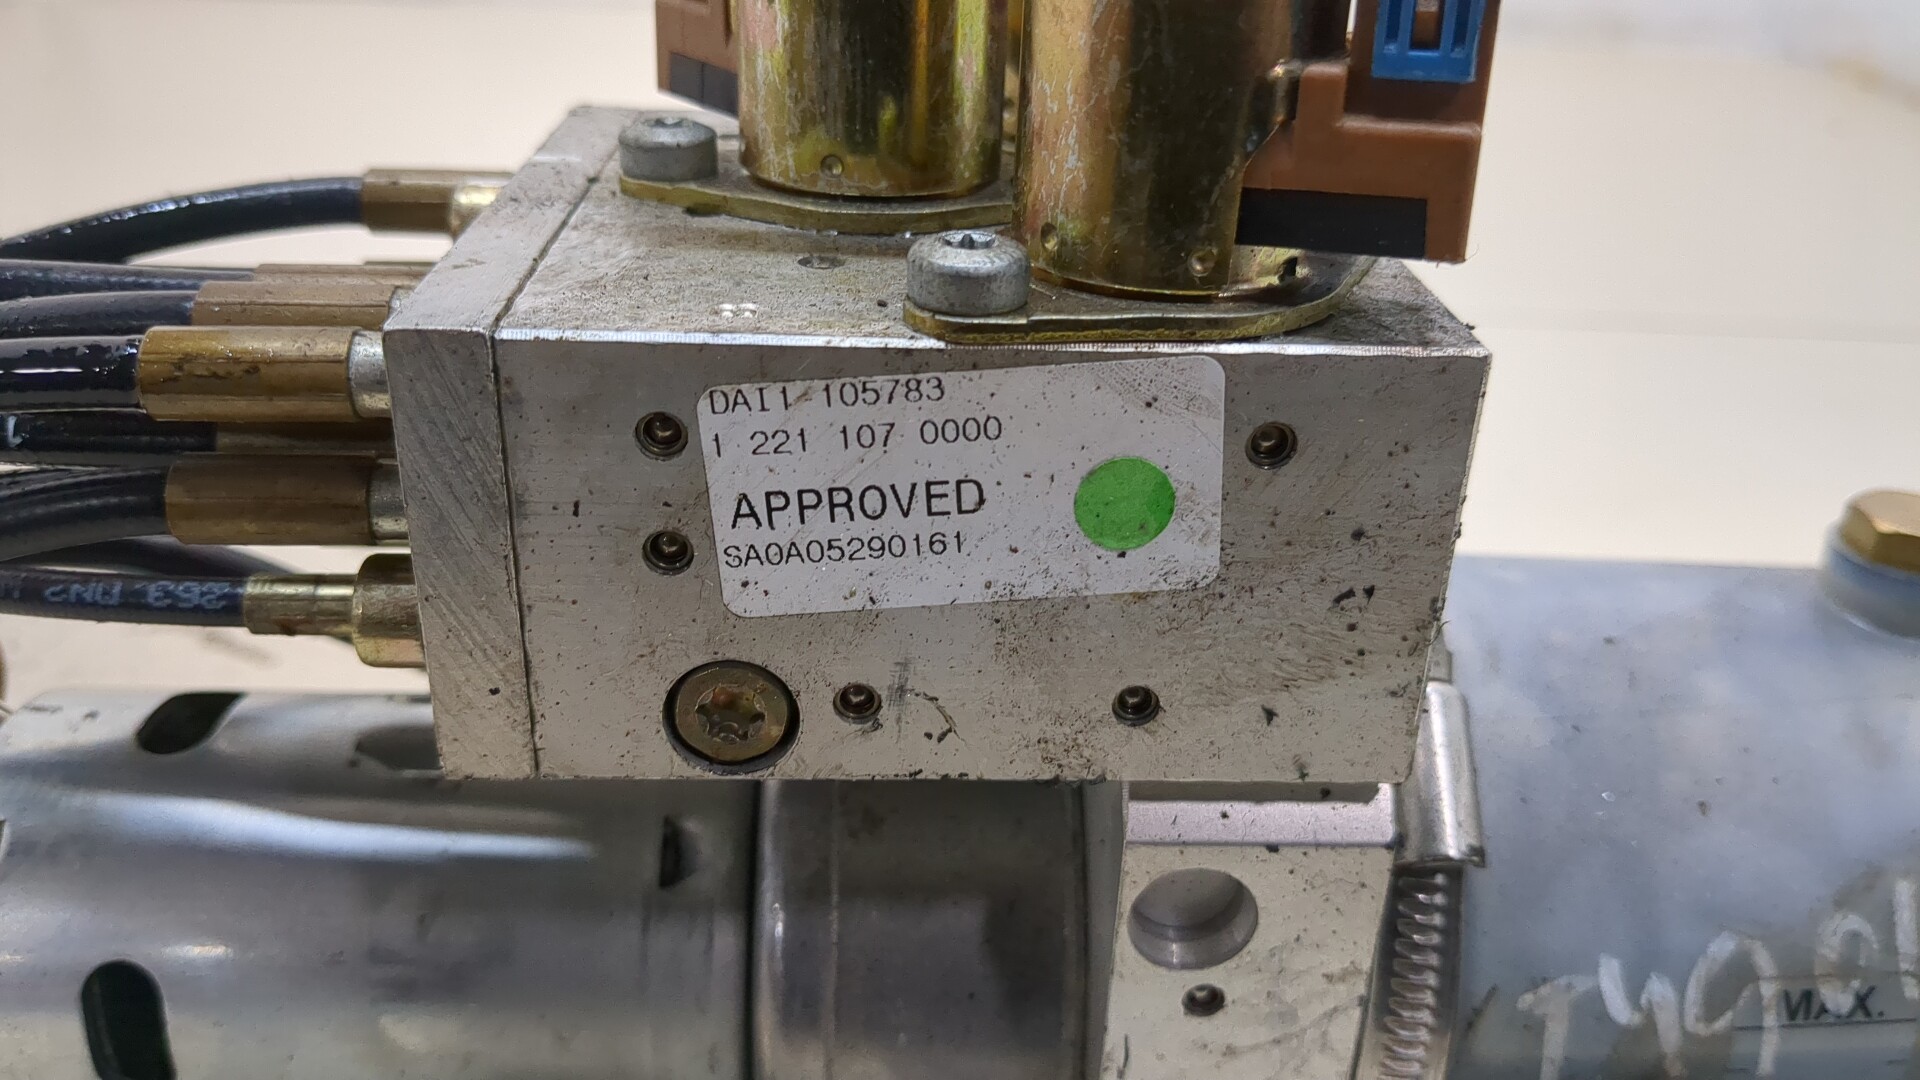 DAI1-105783
1 221 107 0000
APPROVED
SA0A05290161
MAX.